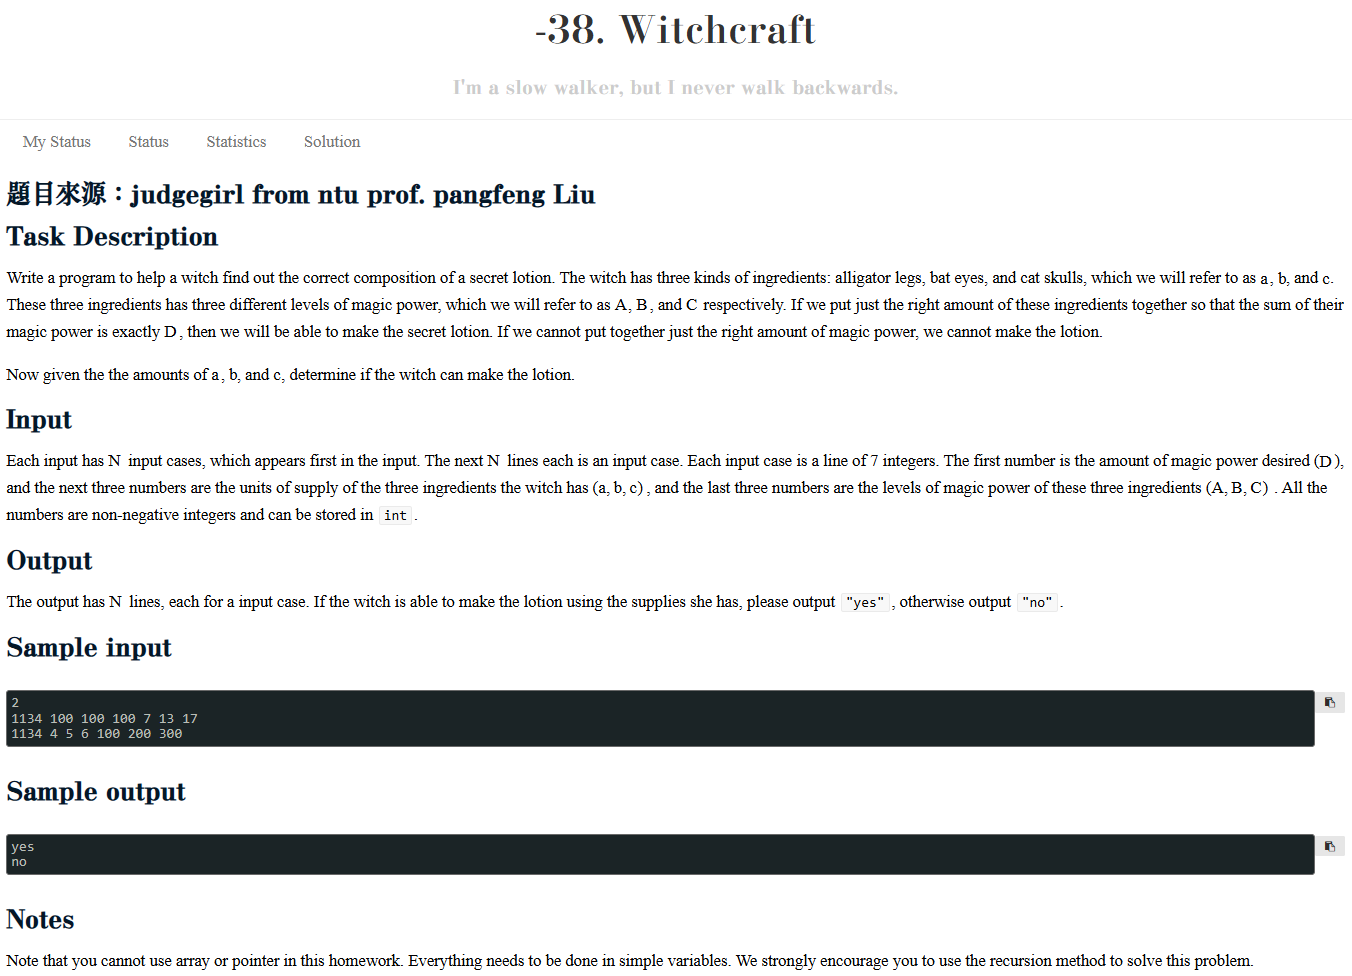 -38. Witchcraft
I'm a slow walker, but I never walk backwards.
My Status Status Statistics Solution
題目來源：judgegirl from ntu prof. pangfeng Liu
Task Description
Write a program to help a witch find out the correct composition of a secret lotion. The witch has three kinds of ingredients: alligator legs, bat eyes, and cat skulls, which we will refer to as a, b, and c.
These three ingredients has three different levels of magic power, which we will refer to as A, B, and C respectively. If we put just the right amount of these ingredients together so that the sum of their
magic power is exactly D, then we will be able to make the secret lotion. If we cannot put together just the right amount of magic power, we cannot make the lotion.
Now given the the amounts of a, b, and c, determine if the witch can make the lotion.
Input
Each input has N input cases, which appears first in the input. The next N lines each is an input case. Each input case is a line of 7 integers. The first number is the amount of magic power desired (D),
and the next three numbers are the units of supply of the three ingredients the witch has (a, b, c), and the last three numbers are the levels of magic power of these three ingredients (A, B, C) . All the
numbers are non-negative integers and can be stored in int .
Output
The output has N lines, each for a input case. If the witch is able to make the lotion using the supplies she has, please output "yes" , otherwise output "no" .
Sample input
2
1134 100 100 100 7 13 17
1134 4 5 6 100 200 300
Sample output
yes
no
Notes
Note that you cannot use array or pointer in this homework. Everything needs to be done in simple variables. We strongly encourage you to use the recursion method to solve this problem.